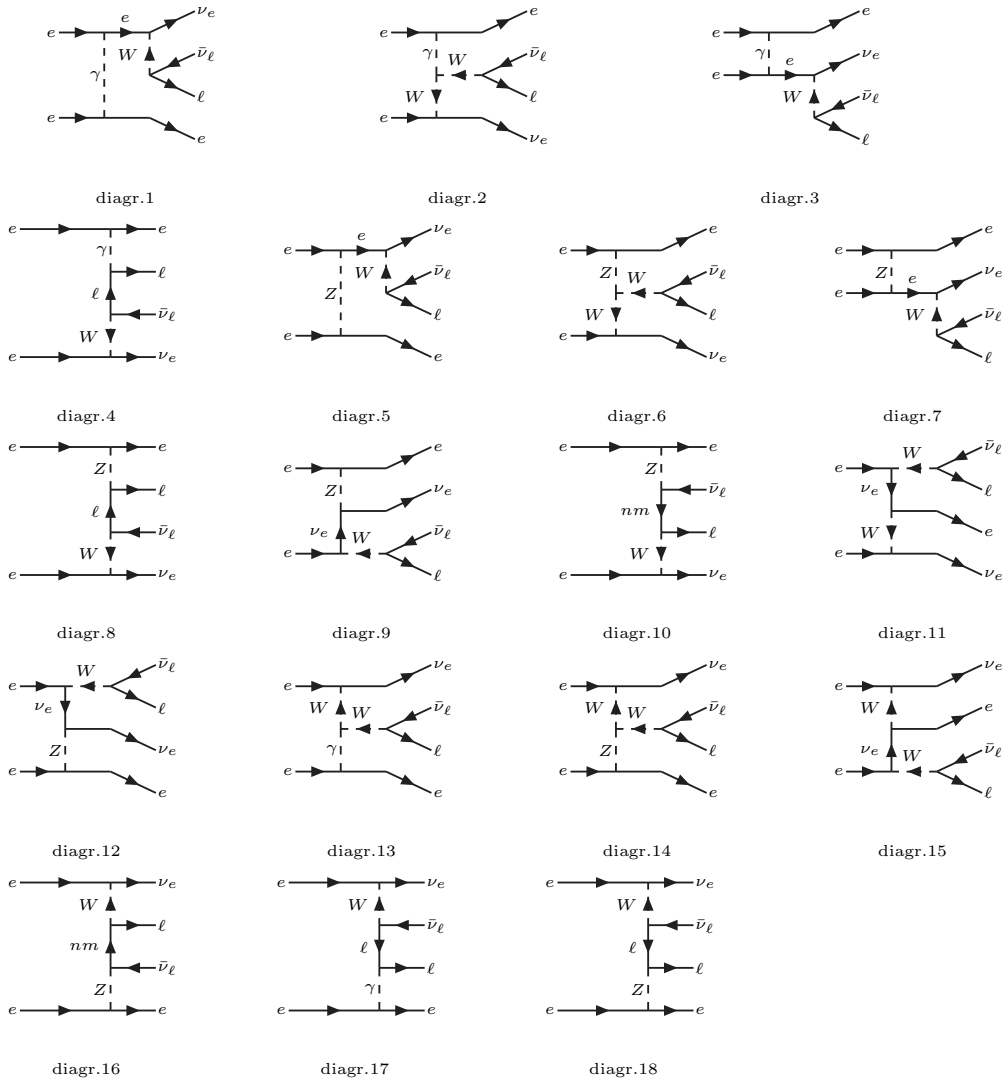 e e νₑ
W ν̄ℓ
γ
ℓ
e e
diagr.1
e e
γ W ν̄ℓ
W ℓ
e νₑ
diagr.2
e e
γ
e e νₑ
W ν̄ℓ
ℓ
diagr.3
e e
γ
ℓ
ℓ
ν̄ℓ
W
e νₑ
diagr.4
e e νₑ
W ν̄ℓ
Z
ℓ
e e
diagr.5
e e
Z W ν̄ℓ
W ℓ
e νₑ
diagr.6
e e
Z
e e νₑ
W ν̄ℓ
ℓ
diagr.7
e e
Z
ℓ
ℓ
ν̄ℓ
W
e νₑ
diagr.8
e e
Z
νₑ
νₑ W ν̄ℓ
e ℓ
diagr.9
e e
Z
ν̄ℓ
nm
ℓ
W
e νₑ
diagr.10
e W ν̄ℓ
νₑ ℓ
e
W
e νₑ
diagr.11
e W ν̄ℓ
νₑ ℓ
Z νₑ
e e
diagr.12
e νₑ
W W ν̄ℓ
γ ℓ
e e
diagr.13
e νₑ
W W ν̄ℓ
Z ℓ
e e
diagr.14
e νₑ
W e
νₑ W ν̄ℓ
e ℓ
diagr.15
e νₑ
W
ℓ
nm
ν̄ℓ
Z
e e
diagr.16
e νₑ
W
ν̄ℓ
ℓ
ℓ
γ
e e
diagr.17
e νₑ
W
ν̄ℓ
ℓ
ℓ
Z
e e
diagr.18